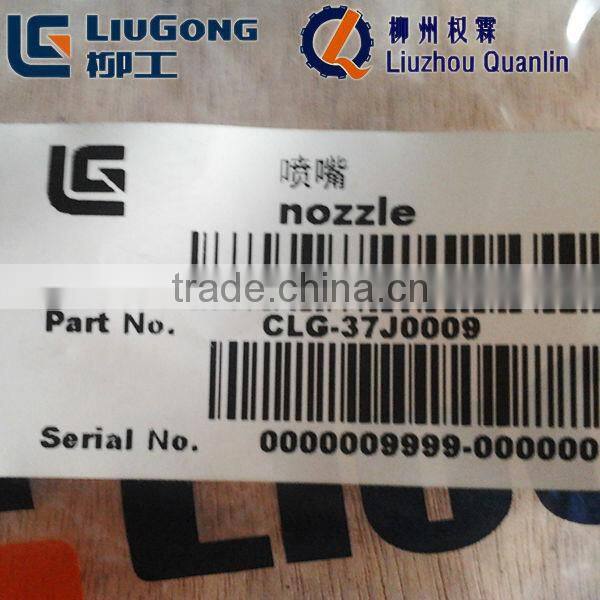 LIUGONG
柳工
柳州权霖
Liuzhou Quanlin
喷嘴
nozzle
trade.china.cn
Part No. CLG-37J0009
Serial No. 0000009999-000000